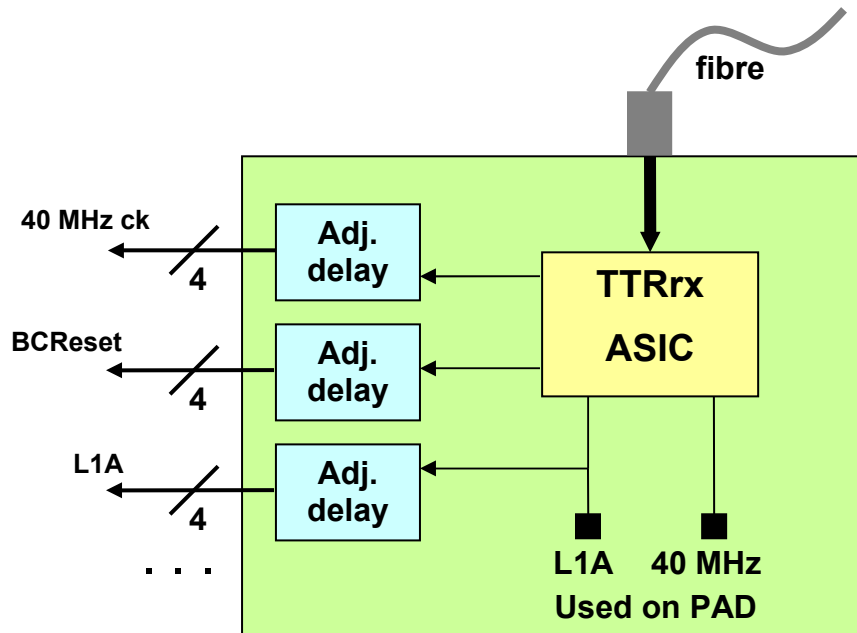 fibre
40 MHz ck
4
Adj.
delay
TTRrx
ASIC
BCReset
4
Adj.
delay
L1A
4
Adj.
delay
. . .
L1A 40 MHz
Used on PAD